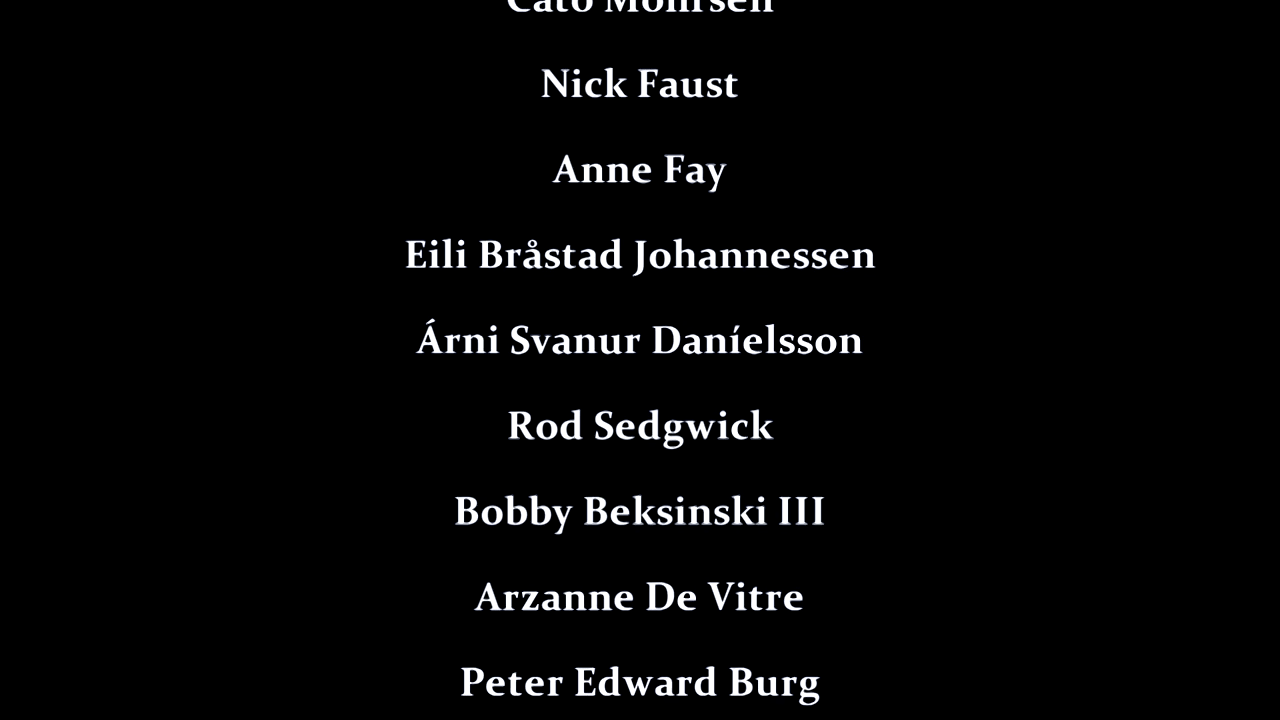 Cato
Nick Faust
Anne Fay
Eili Bråstad Johannessen
Árni Svanur Daníelsson
Rod Sedgwick
Bobby Beksinski III
Arzanne De Vitre
Peter Edward Burg